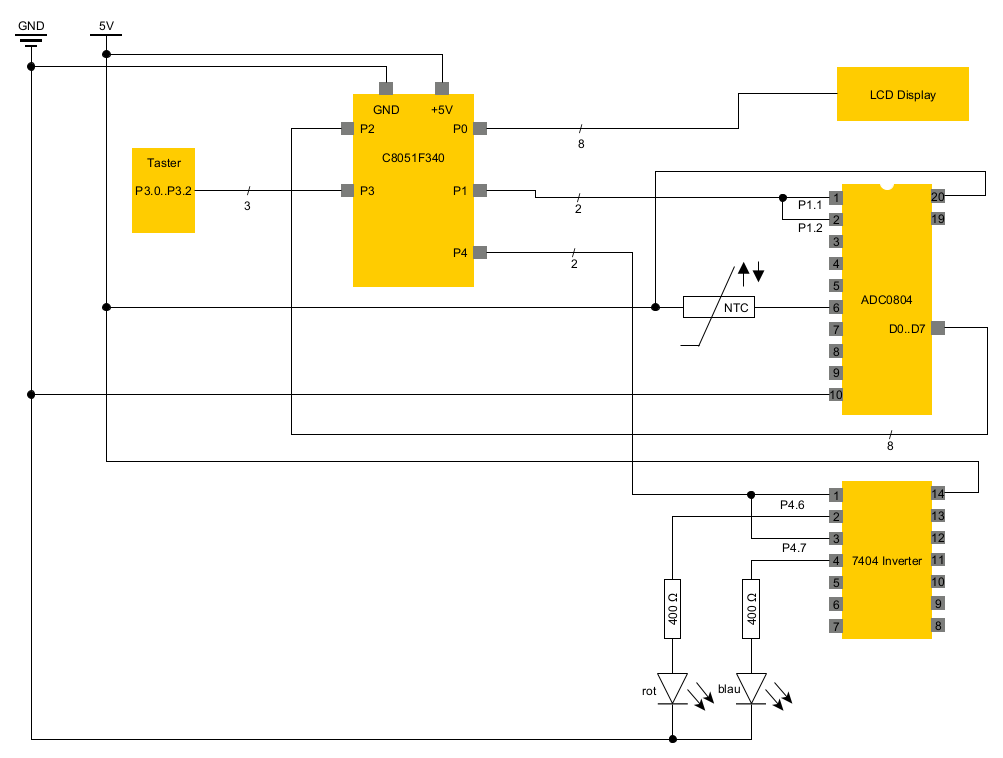 GND
5V
LCD Display
GND
+5V
P2
P0
C8051F340
8
Taster
P3.0..P3.2
3
P3
P1
2
P1.1
P1.2
P4
2
1
2
3
4
5
6
7
8
9
10
20
19
ADC0804
D0..D7
NTC
8
P4.6
P4.7
1
2
3
4
5
6
7
14
13
12
11
10
9
8
7404 Inverter
400 Ω
400 Ω
rot
blau